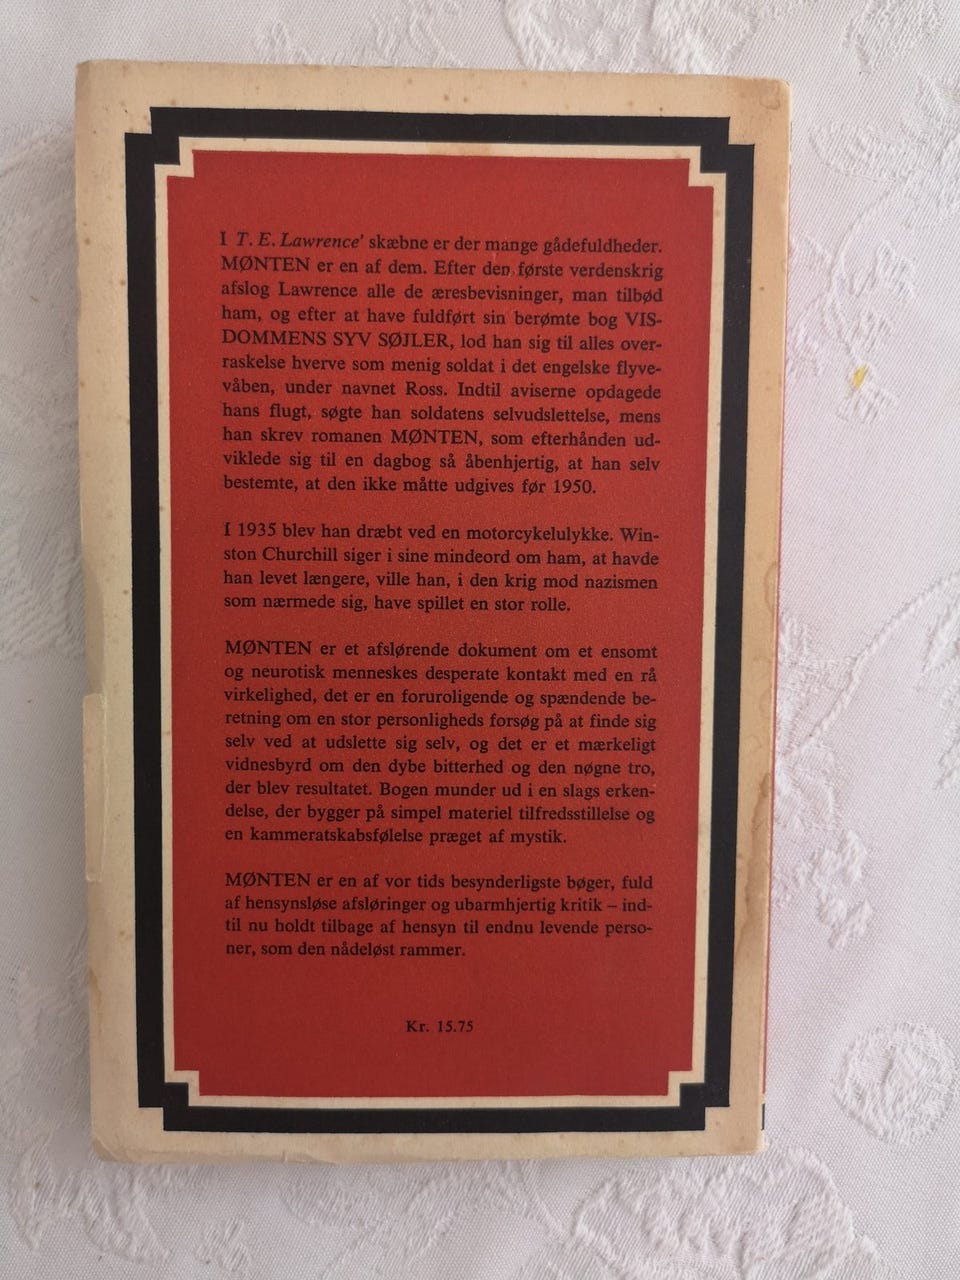 I T. E. Lawrence' skæbne er der mange gådefuldheder.
MØNTEN er en af dem. Efter den første verdenskrig
afslog Lawrence alle de æresbevisninger, man tilbød
ham, og efter at have fuldført sin berømte bog VIS-
DOMMENS SYV SØJLER, lod han sig til alles over-
raskelse hverve som menig soldat i det engelske flyve-
våben, under navnet Ross. Indtil aviserne opdagede
hans flugt, søgte han soldatens selvudslettelse, mens
han skrev romanen MØNTEN, som efterhånden ud-
viklede sig til en dagbog så åbenhjertig, at han selv
bestemte, at den ikke måtte udgives før 1950.
I 1935 blev han dræbt ved en motorcykelulykke. Win-
ston Churchill siger i sine mindeord om ham, at havde
han levet længere, ville han, i den krig mod nazismen
som nærmede sig, have spillet en stor rolle.
MØNTEN er et afslørende dokument om et ensomt
og neurotisk menneskes desperate kontakt med en rå
virkelighed, det er en foruroligende og spændende be-
retning om en stor personligheds forsøg på at finde sig
selv ved at udslette sig selv, og det er et mærkeligt
vidnesbyrd om den dybe bitterhed og den nøgne tro,
der blev resultatet. Bogen munder ud i en slags erken-
delse, der bygger på simpel materiel tilfredsstillelse og
en kammeratskabsfølelse præget af mystik.
MØNTEN er en af vor tids besynderligste bøger, fuld
af hensynsløse afsløringer og ubarmhjertig kritik – ind-
til nu holdt tilbage af hensyn til endnu levende perso-
ner, som den nådeløst rammer.
Kr. 15.75